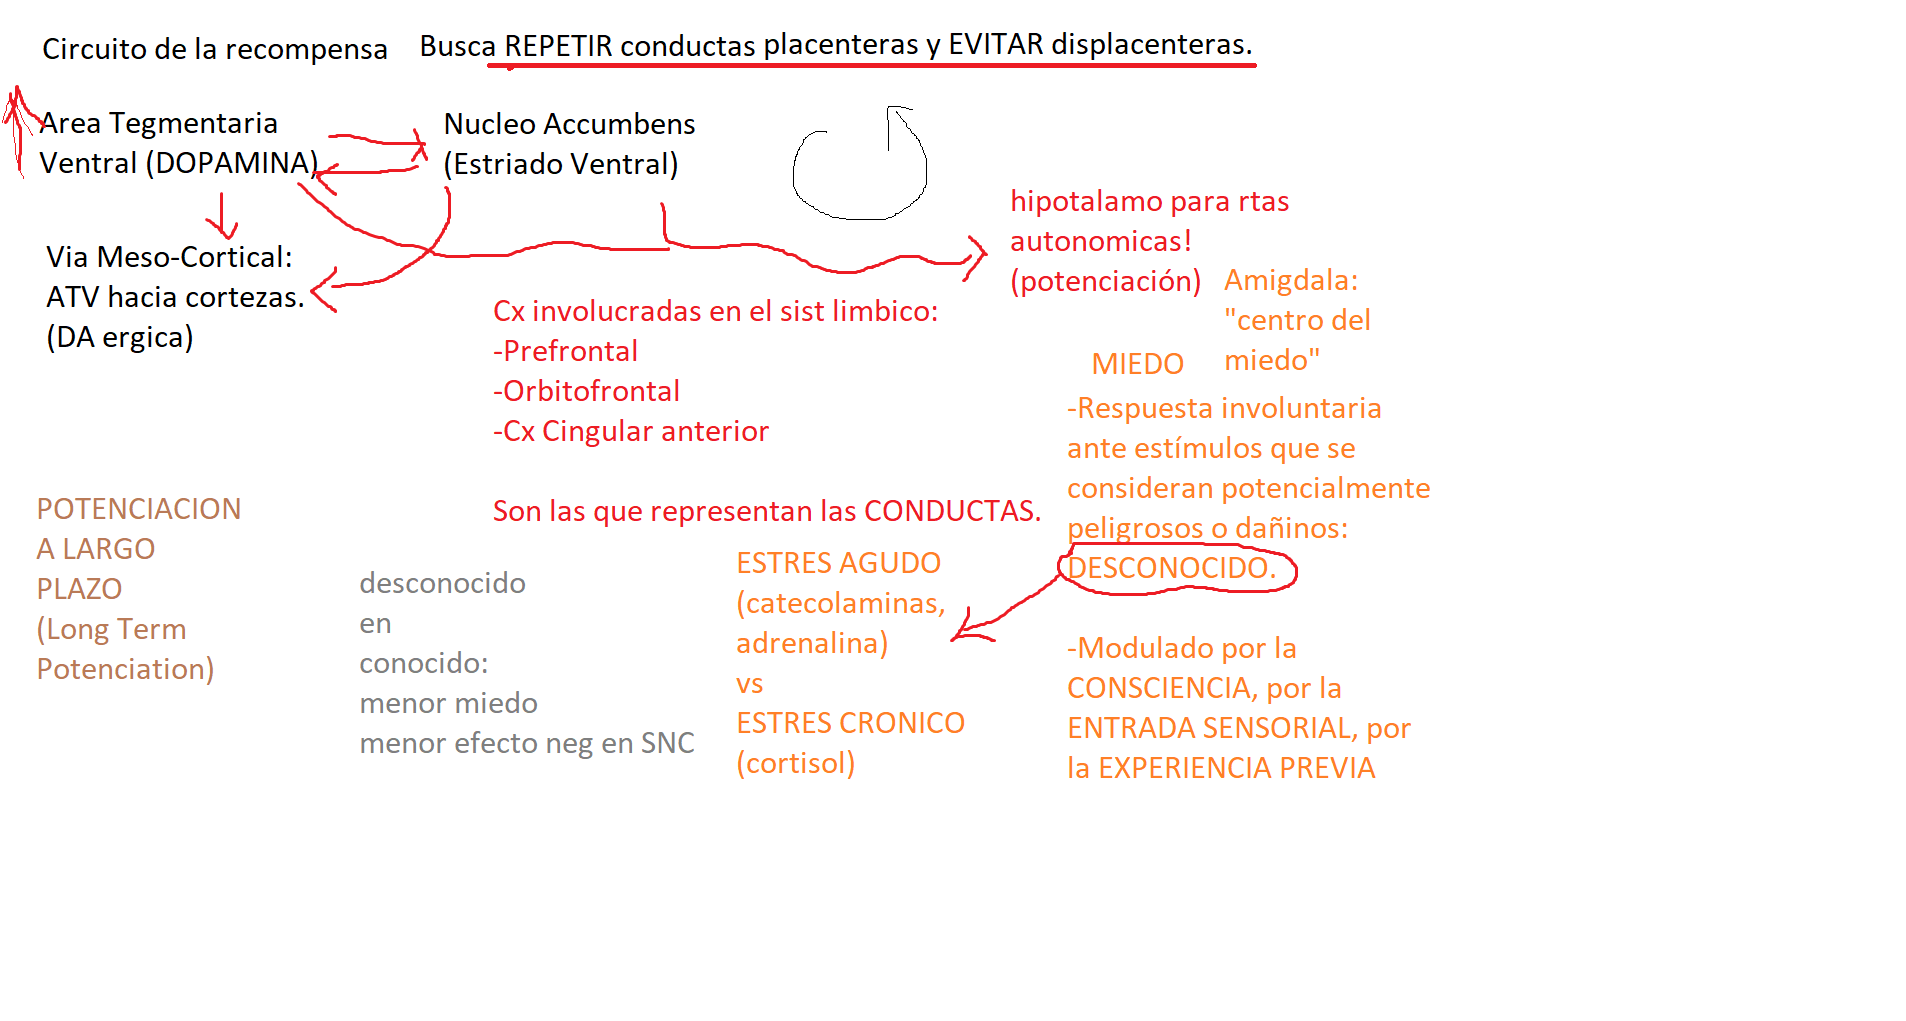 Circuito de la recompensa
Busca REPETIR conductas placenteras y EVITAR displacenteras.
Area Tegmentaria
Ventral (DOPAMINA)
Nucleo Accumbens
(Estriado Ventral)
Via Meso-Cortical:
ATV hacia cortezas.
(DA ergica)
hipotalamo para rtas
autonomicas!
(potenciación)
Cx involucradas en el sist limbico:
-Prefrontal
-Orbitofrontal
-Cx Cingular anterior
Son las que representan las CONDUCTAS.
Amigdala:
"centro del
miedo"
MIEDO
-Respuesta involuntaria
ante estímulos que se
consideran potencialmente
peligrosos o dañinos:
DESCONOCIDO.
-Modulado por la
CONSCIENCIA, por la
ENTRADA SENSORIAL, por
la EXPERIENCIA PREVIA
ESTRES AGUDO
(catecolaminas,
adrenalina)
vs
ESTRES CRONICO
(cortisol)
desconocido
en
conocido:
menor miedo
menor efecto neg en SNC
POTENCIACION
A LARGO
PLAZO
(Long Term
Potenciation)